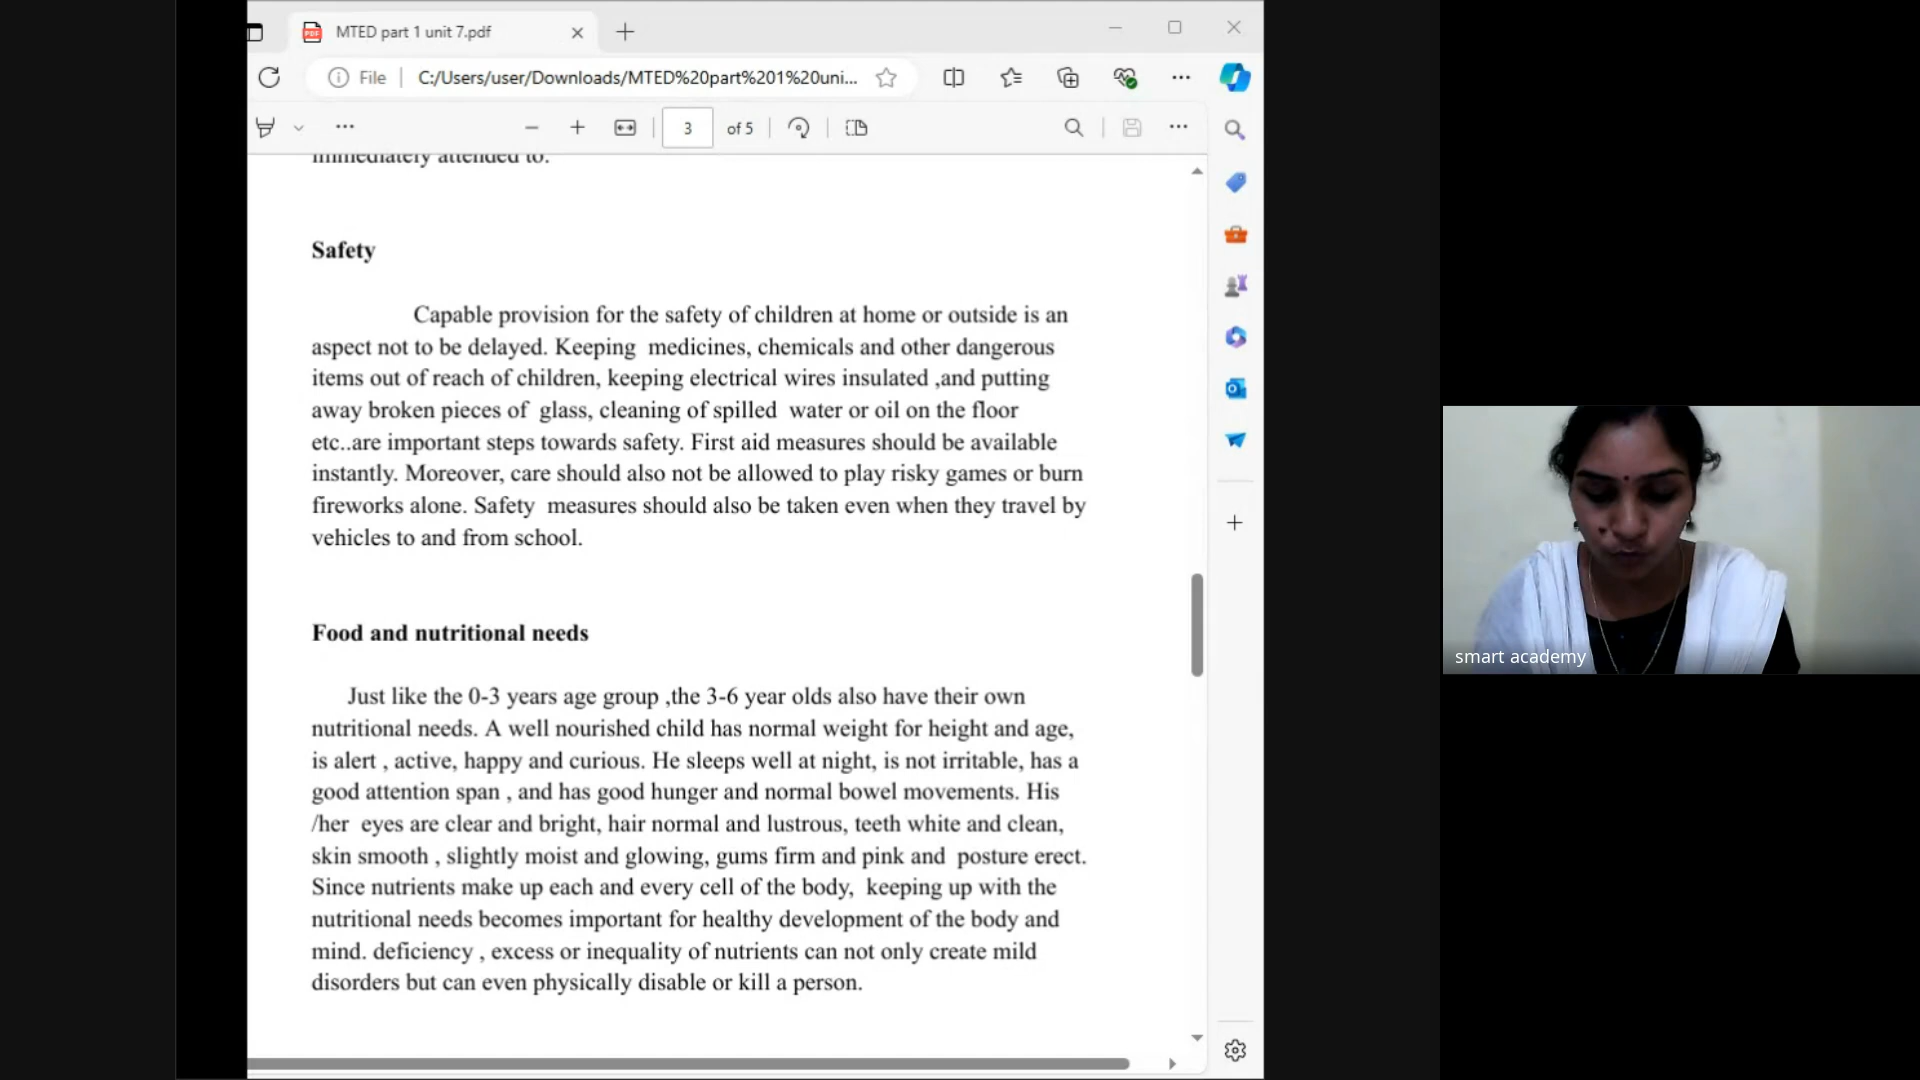 MTED part 1 unit 7.pdf
File
C:/Users/user/Downloads/MTED%20part%201%20uni...
3 of 5
immediately attended to.
Safety
Capable provision for the safety of children at home or outside is an
aspect not to be delayed. Keeping  medicines, chemicals and other dangerous
items out of reach of children, keeping electrical wires insulated ,and putting
away broken pieces of  glass, cleaning of spilled  water or oil on the floor
etc..are important steps towards safety. First aid measures should be available
instantly. Moreover, care should also not be allowed to play risky games or burn
fireworks alone. Safety  measures should also be taken even when they travel by
vehicles to and from school.
Food and nutritional needs
Just like the 0-3 years age group ,the 3-6 year olds also have their own
nutritional needs. A well nourished child has normal weight for height and age,
is alert , active, happy and curious. He sleeps well at night, is not irritable, has a
good attention span , and has good hunger and normal bowel movements. His
/her  eyes are clear and bright, hair normal and lustrous, teeth white and clean,
skin smooth , slightly moist and glowing, gums firm and pink and  posture erect.
Since nutrients make up each and every cell of the body,  keeping up with the
nutritional needs becomes important for healthy development of the body and
mind. deficiency , excess or inequality of nutrients can not only create mild
disorders but can even physically disable or kill a person.
smart academy